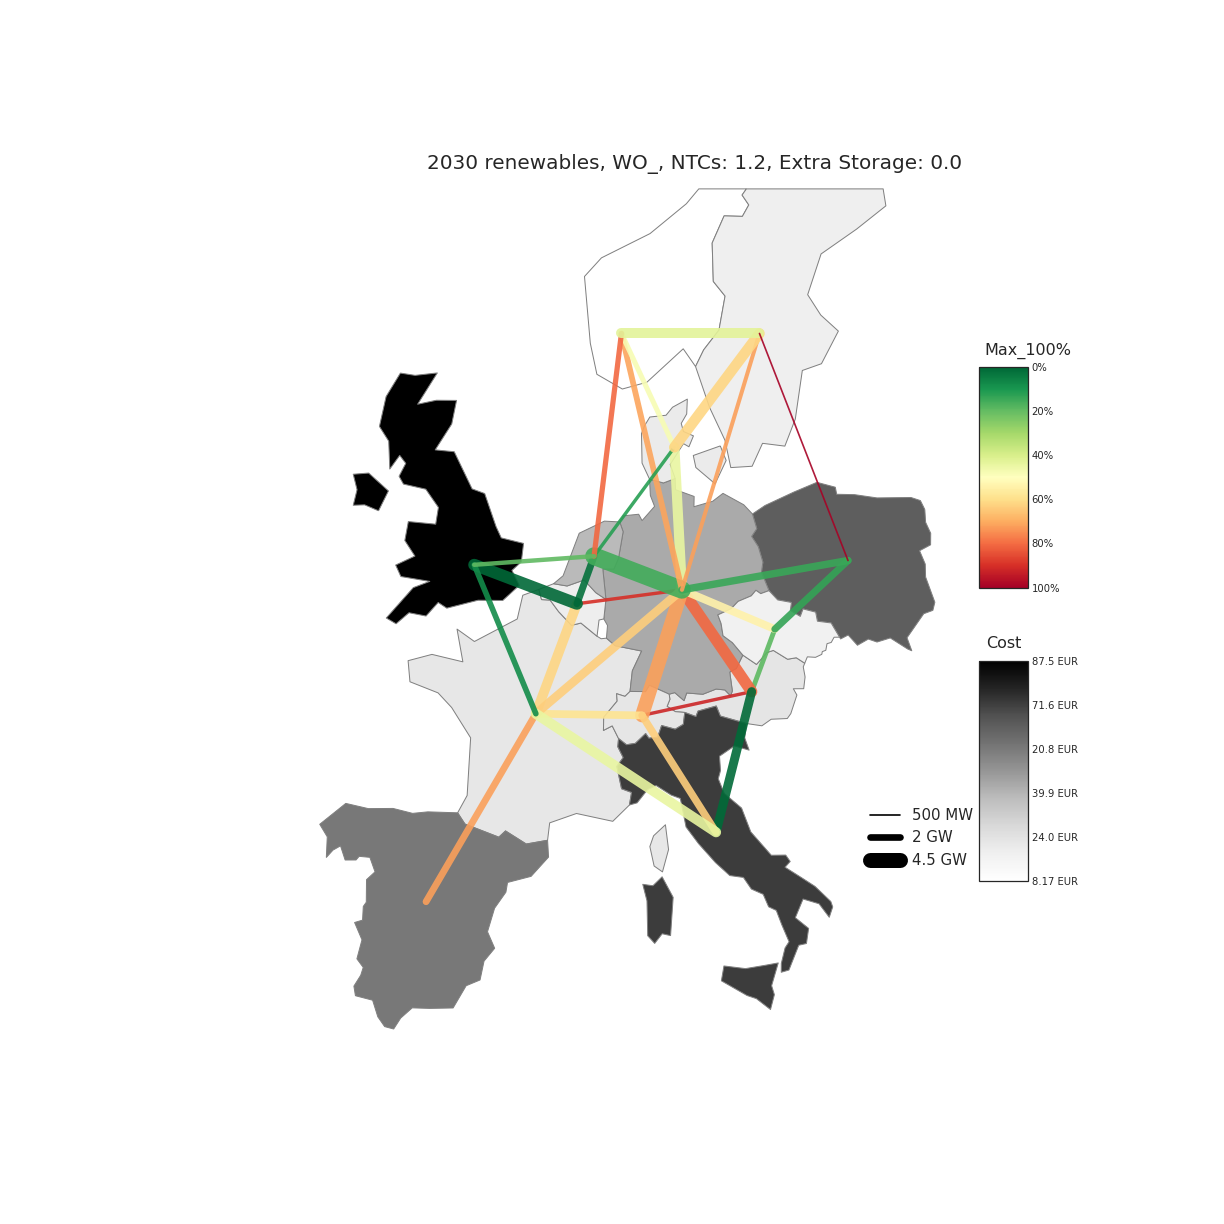 2030 renewables, WO_, NTCs: 1.2, Extra Storage: 0.0
Max_100%
0%
20%
40%
60%
80%
100%
Cost
87.5 EUR
71.6 EUR
20.8 EUR
39.9 EUR
24.0 EUR
8.17 EUR
500 MW
2 GW
4.5 GW